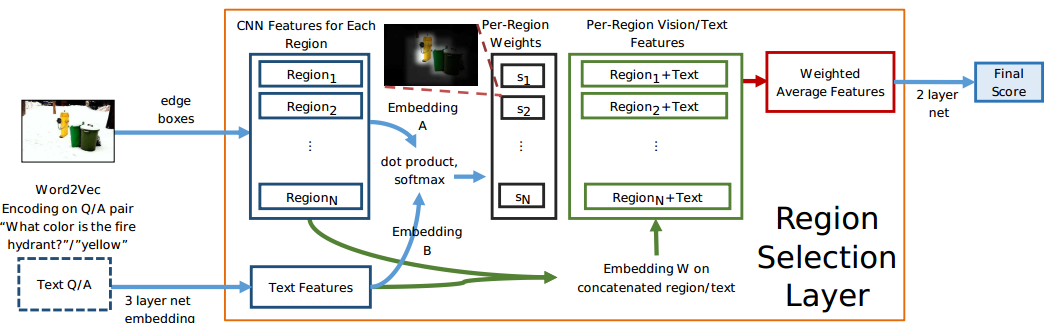 CNN Features for Each
Region
Region1
Region2
⋮
RegionN
Per-Region
Weights
s1
s2
⋮
sN
Per-Region Vision/Text
Features
Region1+Text
Region2+Text
⋮
RegionN+Text
Weighted
Average Features
2 layer
net
Final
Score
edge
boxes
Embedding
A
dot product,
softmax
Embedding
B
Word2Vec
Encoding on Q/A pair
“What color is the fire
hydrant?”/”yellow”
Text Q/A
3 layer net
embedding
Text Features
Embedding W on
concatenated region/text
Region
Selection
Layer